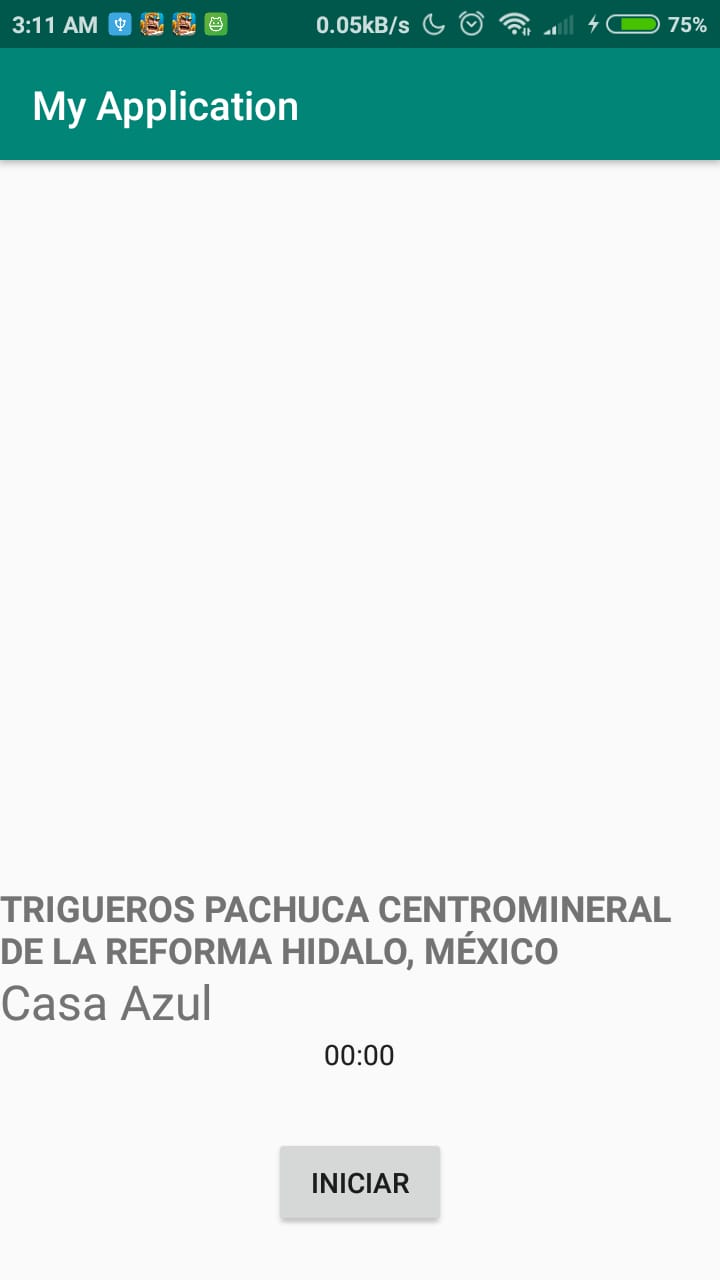 3:11 AM 0.05kB/s 75%
My Application
TRIGUEROS PACHUCA CENTROMINERAL
DE LA REFORMA HIDALO, MÉXICO
Casa Azul
00:00
INICIAR